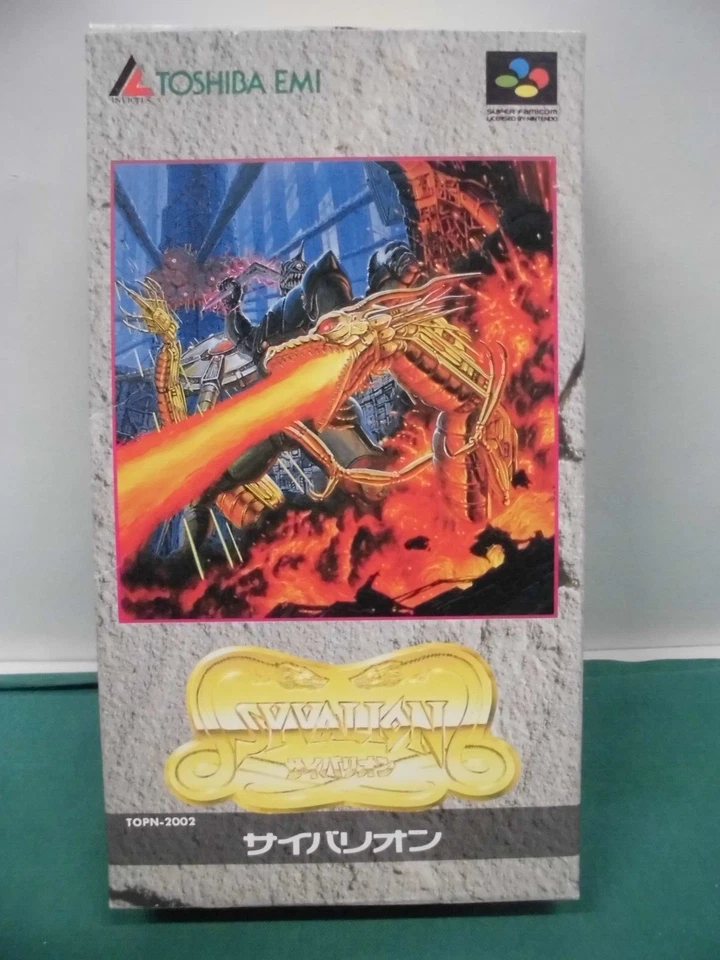 TOSHIBA EMI
INVICTUS
SUPER FAMICOM
LICENSED BY NINTENDO
SYVALION
サイバリオン
TOPN-2002
サイバリオン